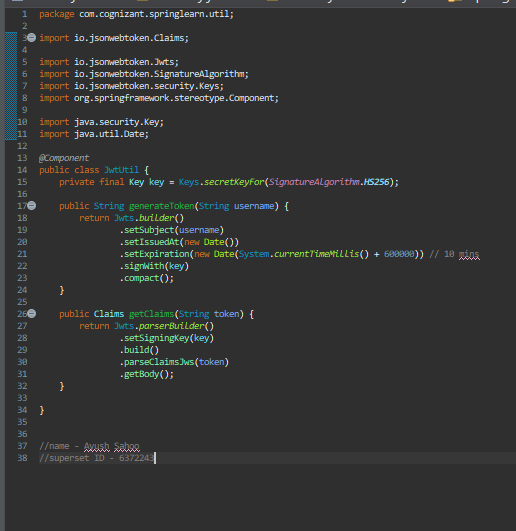 1 package com.cognizant.springlearn.util;
2
3 import io.jsonwebtoken.Claims;
4
5 import io.jsonwebtoken.Jwts;
6 import io.jsonwebtoken.SignatureAlgorithm;
7 import io.jsonwebtoken.security.Keys;
8 import org.springframework.stereotype.Component;
9
10 import java.security.Key;
11 import java.util.Date;
12
13 @Component
14 public class JwtUtil {
15     private final Key key = Keys.secretKeyFor(SignatureAlgorithm.HS256);
16
17     public String generateToken(String username) {
18         return Jwts.builder()
19                 .setSubject(username)
20                 .setIssuedAt(new Date())
21                 .setExpiration(new Date(System.currentTimeMillis() + 600000)) // 10 mins
22                 .signWith(key)
23                 .compact();
24     }
25
26     public Claims getClaims(String token) {
27         return Jwts.parserBuilder()
28                 .setSigningKey(key)
29                 .build()
30                 .parseClaimsJws(token)
31                 .getBody();
32     }
33
34 }
35
36
37 //name - Ayush Sahoo
38 //superset ID - 6372243